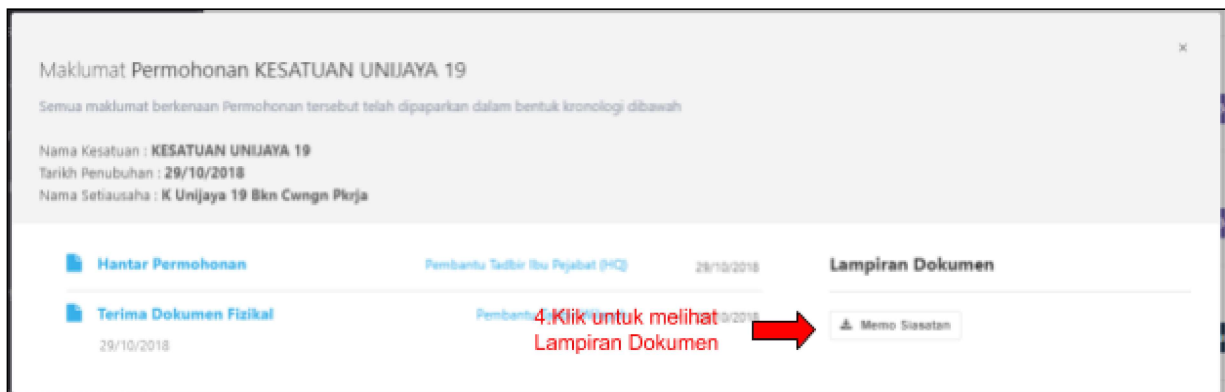 ×
Maklumat Permohonan KESATUAN UNIJAYA 19
Semua maklumat berkenaan Permohonan tersebut telah dipaparkan dalam bentuk kronologi dibawah
Nama Kesatuan : KESATUAN UNIJAYA 19
Tarikh Penubuhan : 29/10/2018
Nama Setiausaha : K Unijaya 19 Bkn Cwngn Pkrja
Hantar Permohonan Pembantu Tadbir Ibu Pejabat (HQ) 29/10/2018
Terima Dokumen Fizikal
29/10/2018
4.Klik untuk melihat
Lampiran Dokumen
Lampiran Dokumen
Memo Siasatan